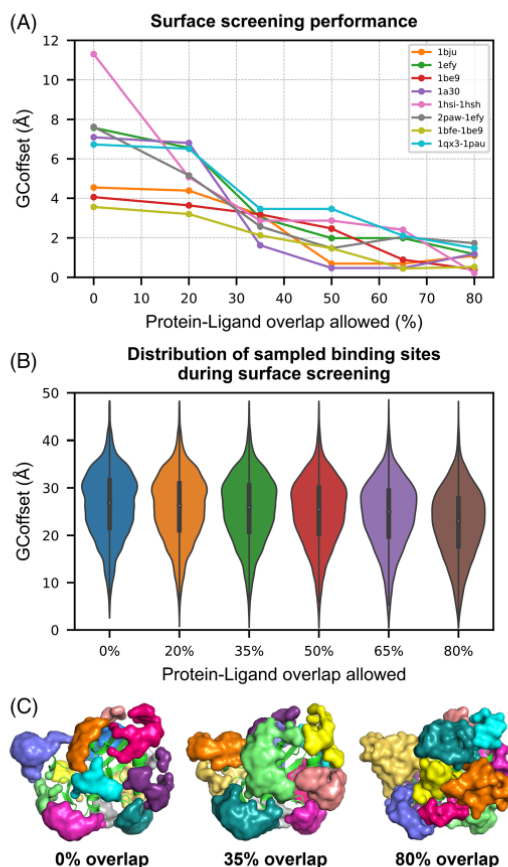 (A)
Surface screening performance
12
10
8
6
4
2
0
GCoffset (Å)
1bju
1efy
1be9
1a30
1hsi-1hsh
2paw-1efy
1bfe-1be9
1qx3-1pau
0 10 20 30 40 50 60 70 80
Protein-Ligand overlap allowed (%)
(B)
Distribution of sampled binding sites
during surface screening
50
40
30
20
10
0
GCoffset (Å)
0% 20% 35% 50% 65% 80%
Protein-Ligand overlap allowed
(C)
0% overlap 35% overlap 80% overlap